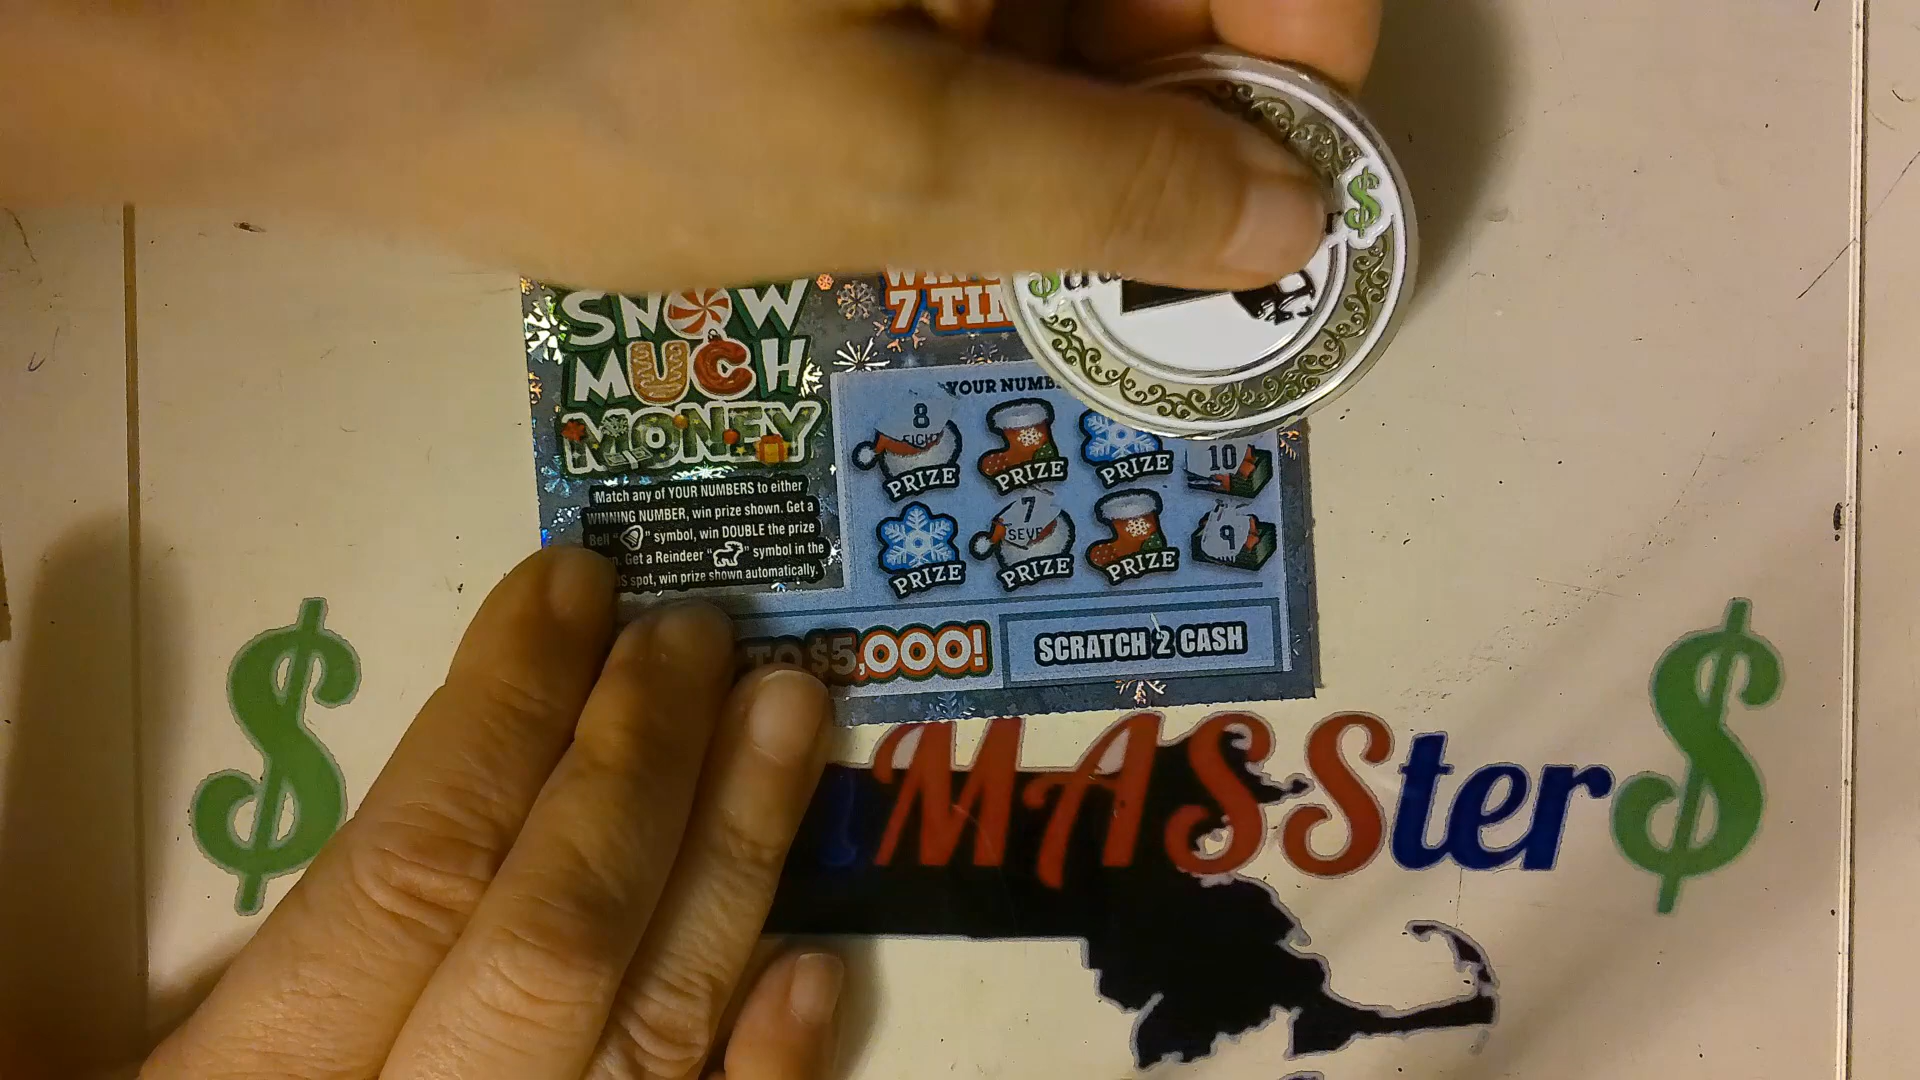 SNOW
MUCH
MONEY
7
Match any of YOUR NUMBERS to either
WINNING NUMBER, win prize shown. Get a
Bell " " symbol, win DOUBLE the prize
Get a Reindeer " " symbol in the
spot, win prize shown automatically.
YOUR
8
PRIZE
PRIZE
PRIZE
10
PRIZE
7
PRIZE
PRIZE
9
TO $5,000!
SCRATCH 2 CASH
$
$
$ MASSter$